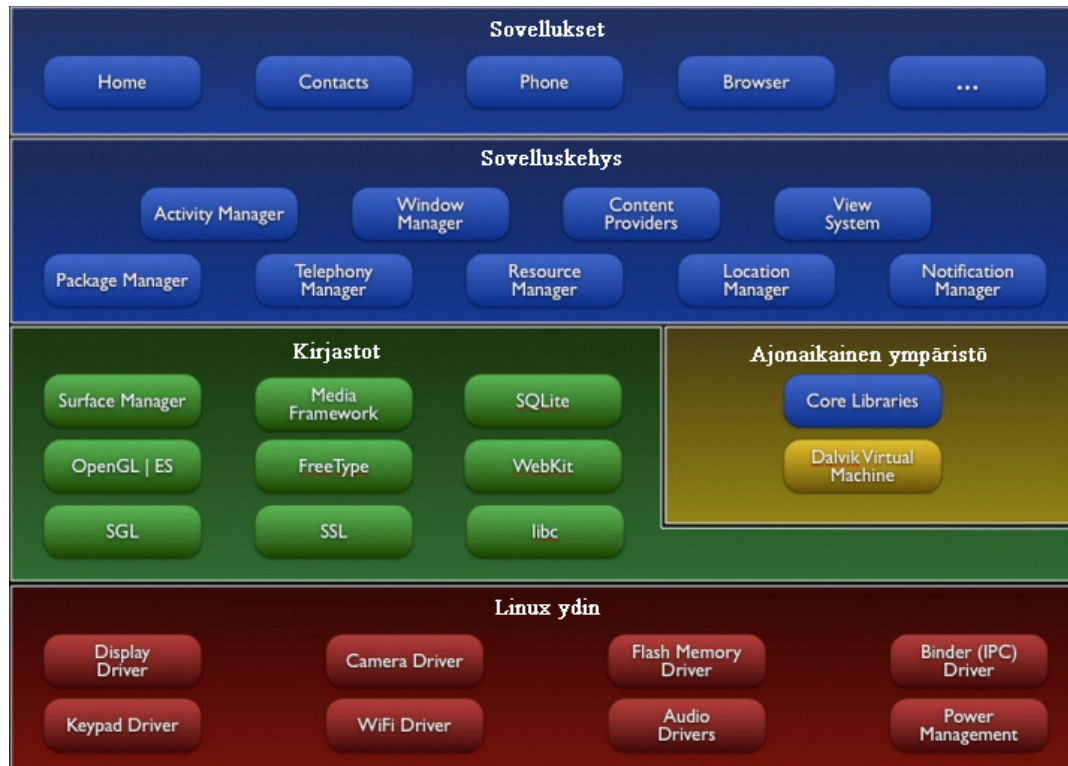 Sovellukset
Home
Contacts
Phone
Browser
...
Sovelluskehys
Activity Manager
Window
Manager
Content
Providers
View
System
Package Manager
Telephony
Manager
Resource
Manager
Location
Manager
Notification
Manager
Kirjastot
Surface Manager
Media
Framework
SQLite
OpenGL | ES
FreeType
WebKit
SGL
SSL
libc
Ajonaikainen ympäristö
Core Libraries
Dalvik Virtual
Machine
Linux ydin
Display
Driver
Camera Driver
Flash Memory
Driver
Binder (IPC)
Driver
Keypad Driver
WiFi Driver
Audio
Drivers
Power
Management